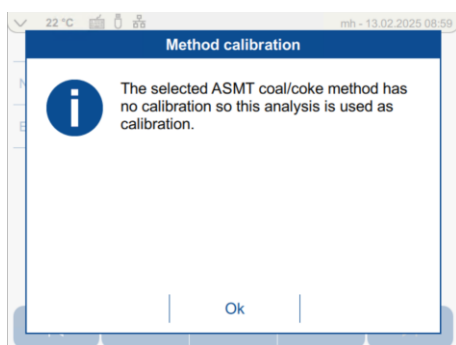 22 °C
mh - 13.02.2025 08:59
Method calibration
N
The selected ASMT coal/coke method has
no calibration so this analysis is used as
E
calibration.
Ok